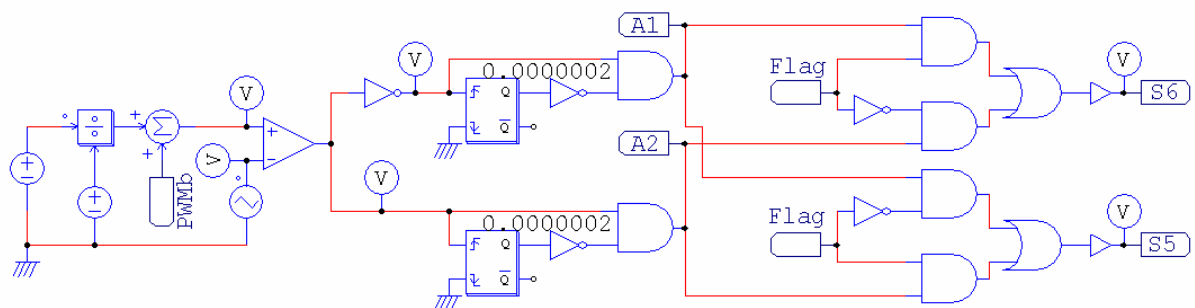 A1
V
0.0000002
Q
Q
V
V
PWMb
A2
V
0.0000002
Q
Q
Flag
V
S6
Flag
V
S5